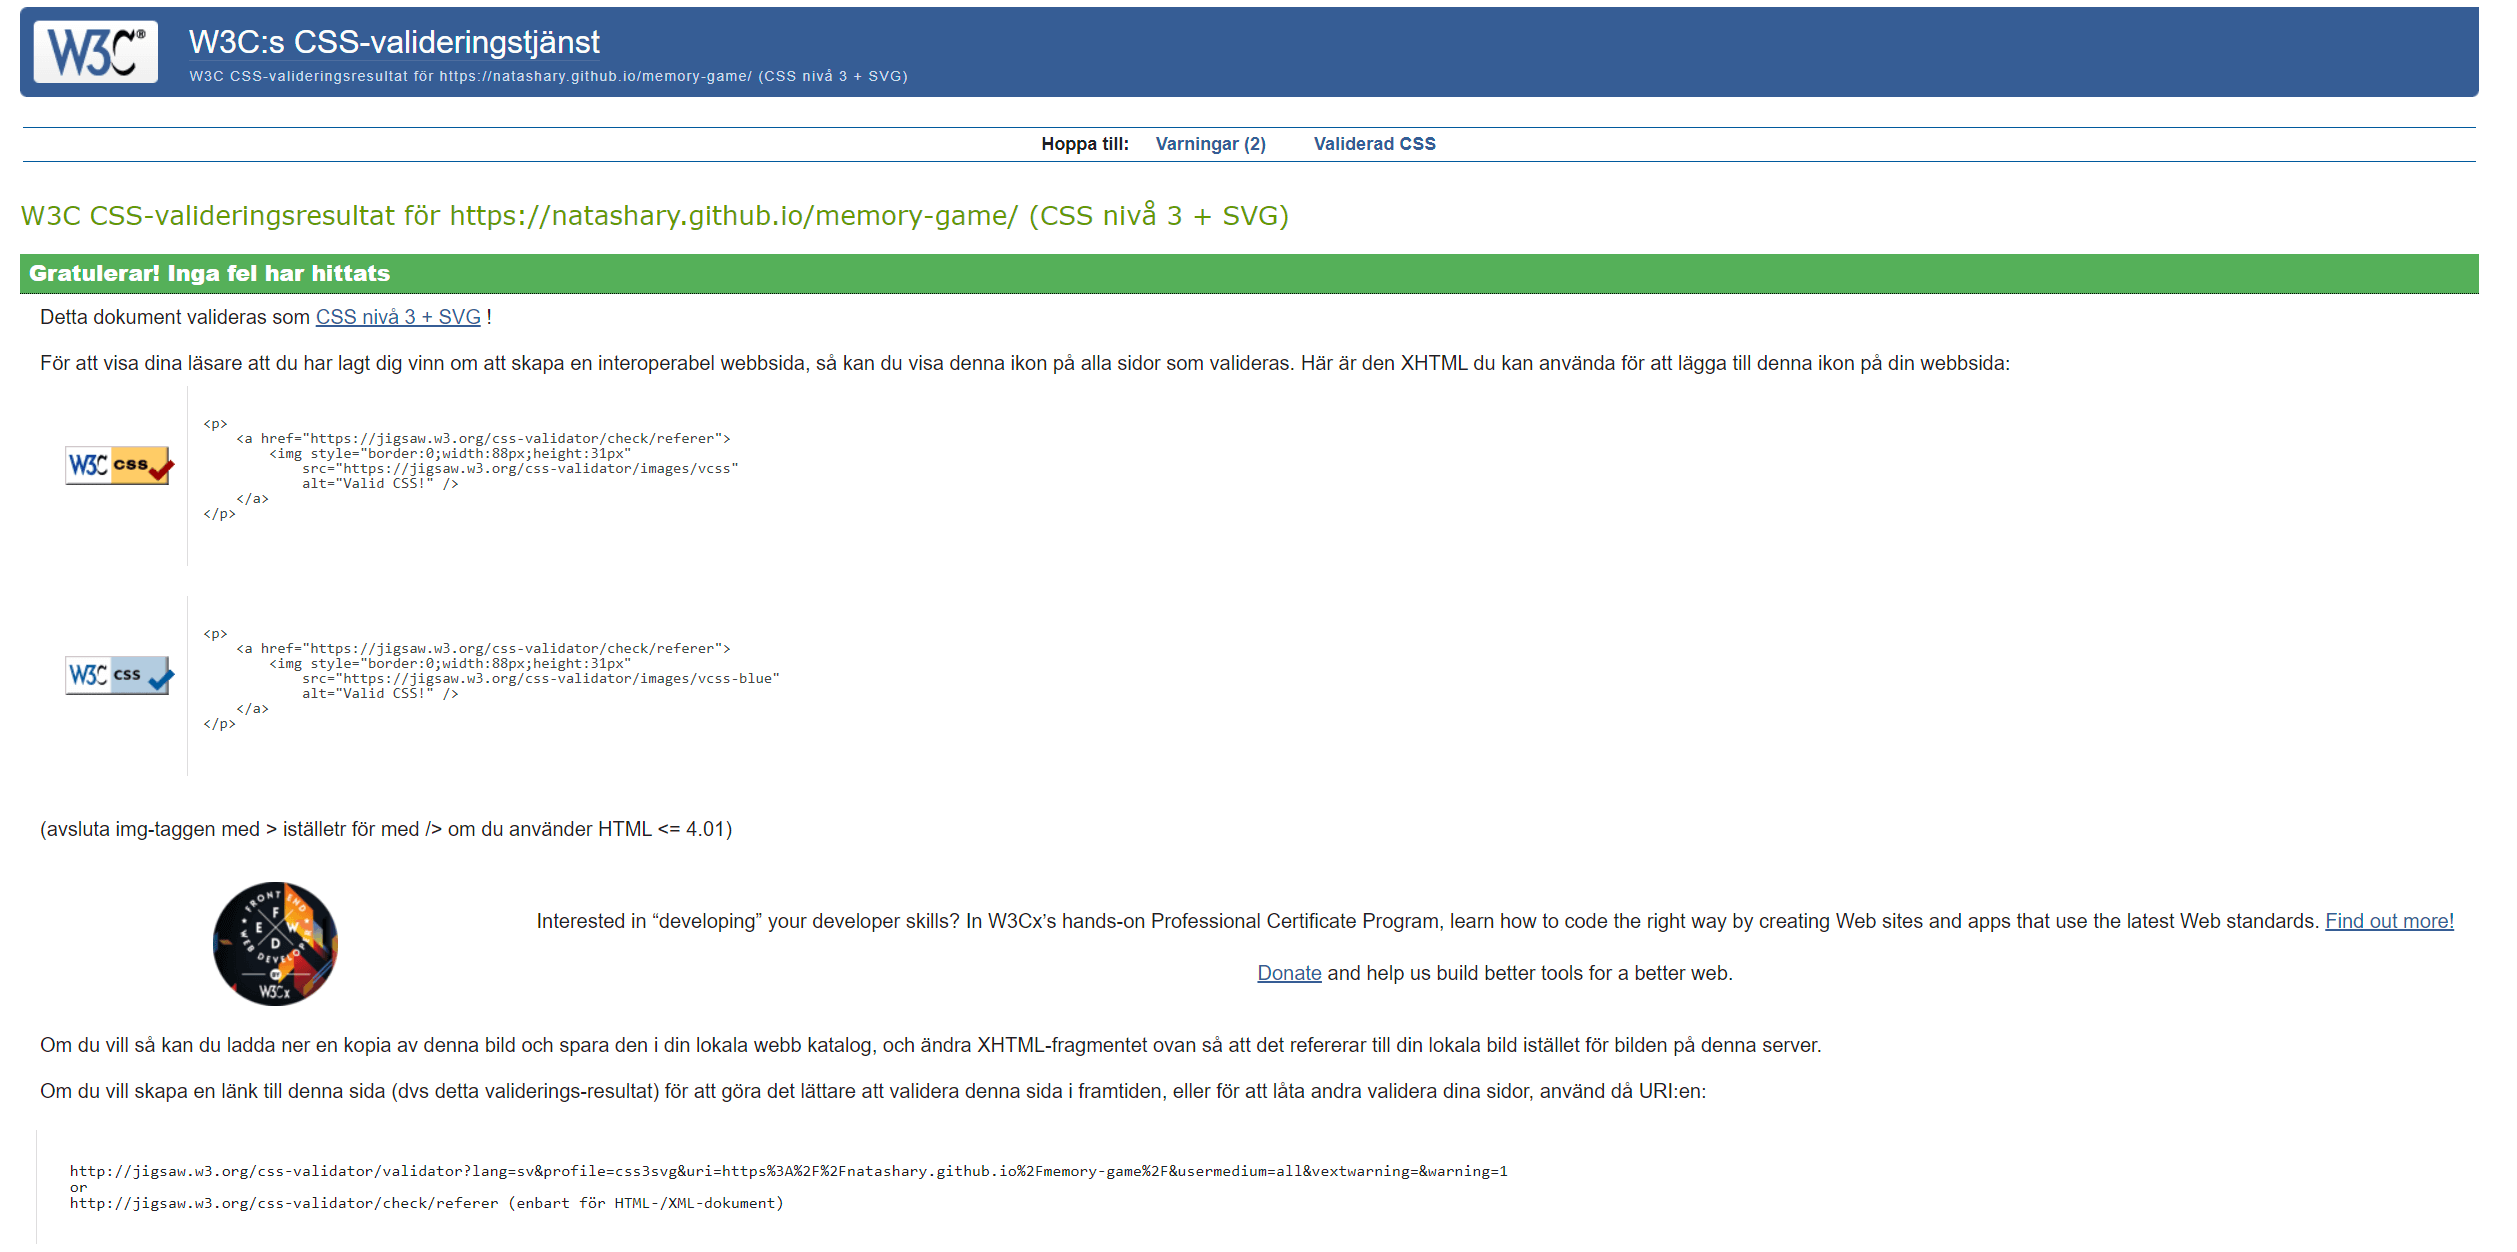 W3C®
W3C:s CSS-valideringstjänst
W3C CSS-valideringsresultat för https://natashary.github.io/memory-game/ (CSS nivå 3 + SVG)
Hoppa till: Varningar (2) Validerad CSS
W3C CSS-valideringsresultat för https://natashary.github.io/memory-game/ (CSS nivå 3 + SVG)
Gratulerar! Inga fel har hittats
Detta dokument valideras som CSS nivå 3 + SVG !
För att visa dina läsare att du har lagt dig vinn om att skapa en interoperabel webbsida, så kan du visa denna ikon på alla sidor som valideras. Här är den XHTML du kan använda för att lägga till denna ikon på din webbsida:
W3C css
<p>
    <a href="https://jigsaw.w3.org/css-validator/check/referer">
        <img style="border:0;width:88px;height:31px"
            src="https://jigsaw.w3.org/css-validator/images/vcss"
            alt="Valid CSS!" />
    </a>
</p>
W3C css
<p>
    <a href="https://jigsaw.w3.org/css-validator/check/referer">
        <img style="border:0;width:88px;height:31px"
            src="https://jigsaw.w3.org/css-validator/images/vcss-blue"
            alt="Valid CSS!" />
    </a>
</p>
(avsluta img-taggen med > iställetr för med /> om du använder HTML <= 4.01)
FRONT END
F
E W
D
WEB DEVELOPER
BY
W3Cx
Interested in “developing” your developer skills? In W3Cx’s hands-on Professional Certificate Program, learn how to code the right way by creating Web sites and apps that use the latest Web standards. Find out more!
Donate and help us build better tools for a better web.
Om du vill så kan du ladda ner en kopia av denna bild och spara den i din lokala webb katalog, och ändra XHTML-fragmentet ovan så att det refererar till din lokala bild istället för bilden på denna server.
Om du vill skapa en länk till denna sida (dvs detta validerings-resultat) för att göra det lättare att validera denna sida i framtiden, eller för att låta andra validera dina sidor, använd då URI:en:
http://jigsaw.w3.org/css-validator/validator?lang=sv&profile=css3svg&uri=https%3A%2F%2Fnatashary.github.io%2Fmemory-game%2F&usermedium=all&vextwarning=&warning=1
or
http://jigsaw.w3.org/css-validator/check/referer (enbart för HTML-/XML-dokument)